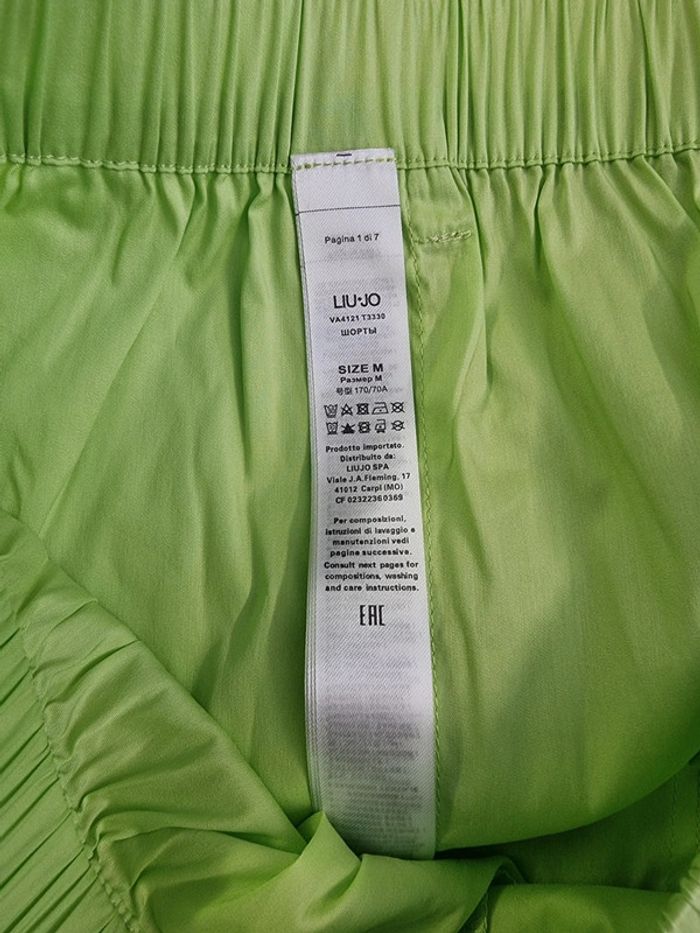 Pagina 1 di 7
LIU·JO
VA4121 T3330
ШОРТЫ
SIZE M
Размер M
号型 170/70A
Prodotto importato.
Distribuito da:
LIUJO SPA
Viale J.A.Fleming, 17
41012 Carpi (MO)
CF 02322360369
Per composizioni,
istruzioni di lavaggio e
manutenzioni vedi
pagine successive.
Consult next pages for
compositions, washing
and care instructions.
EAC